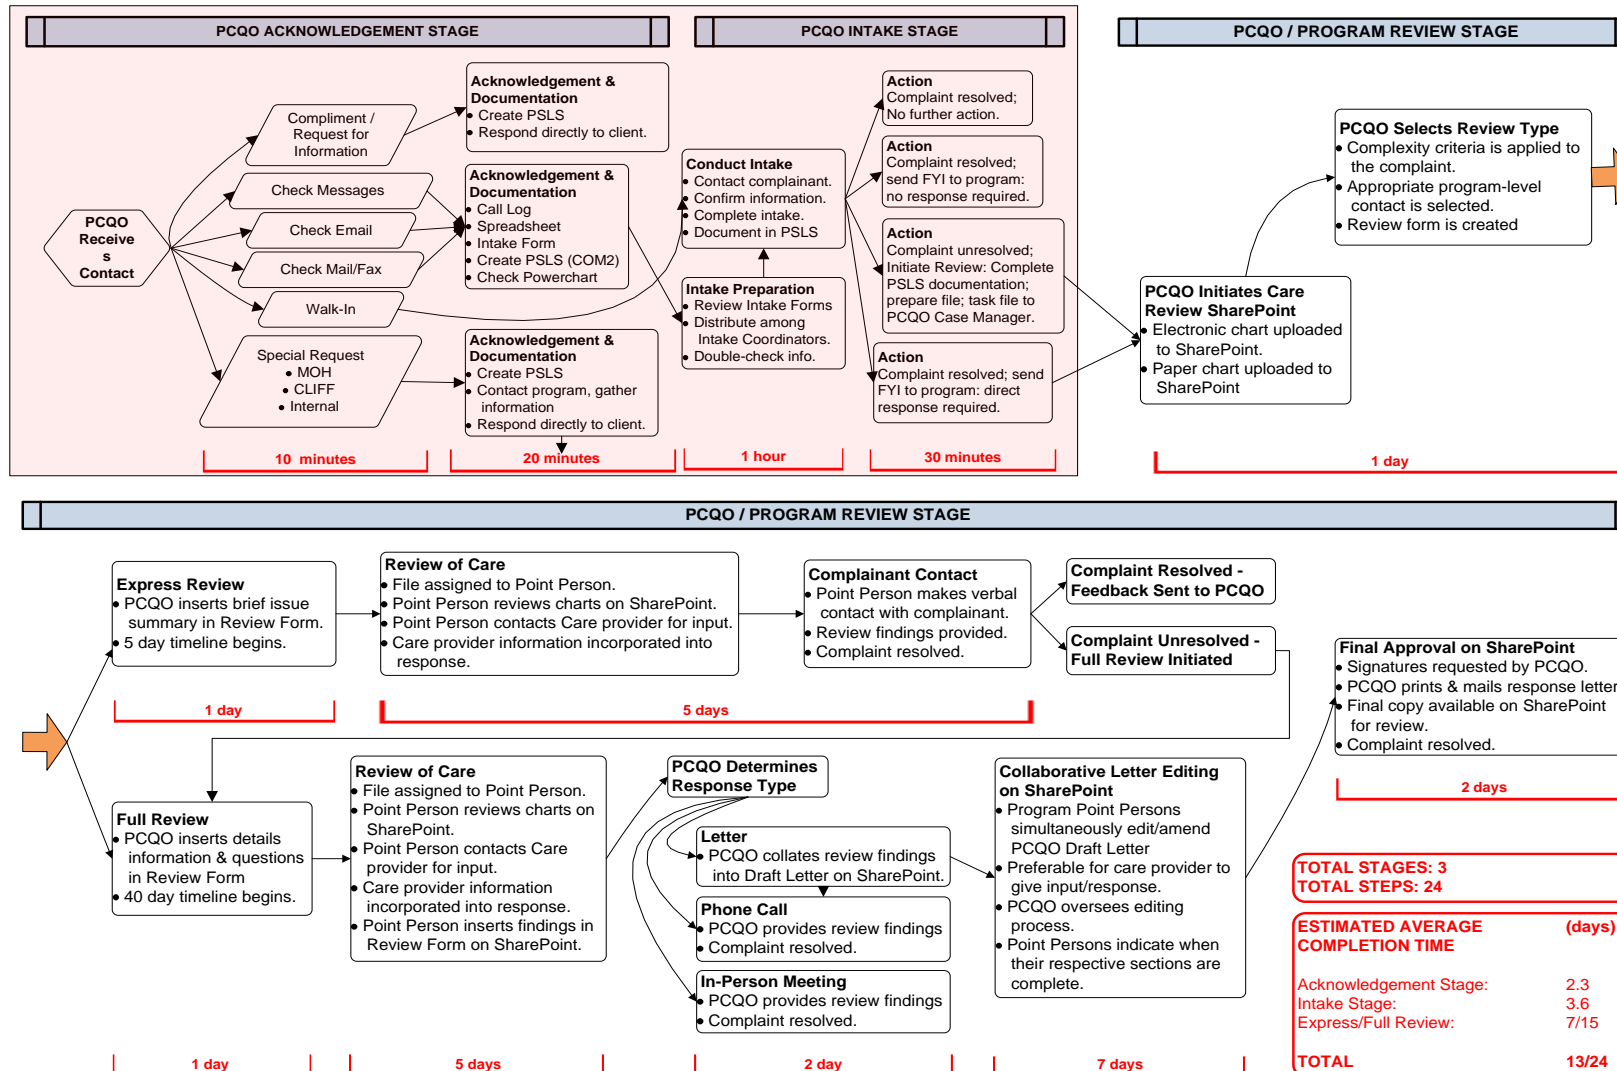 PCQO ACKNOWLEDGEMENT STAGE
PCQO INTAKE STAGE
PCQO / PROGRAM REVIEW STAGE
PCQO
Receive
s
Contact
Compliment /
Request for
Information
Check Messages
Check Email
Check Mail/Fax
Walk-In
Special Request
• MOH
• CLIFF
• Internal
Acknowledgement &
Documentation
• Create PSLS
• Respond directly to client.
Acknowledgement &
Documentation
• Call Log
• Spreadsheet
• Intake Form
• Create PSLS (COM2)
• Check Powerchart
Acknowledgement &
Documentation
• Create PSLS
• Contact program, gather
information
• Respond directly to client.
Conduct Intake
• Contact complainant.
• Confirm information.
• Complete intake.
• Document in PSLS
Intake Preparation
• Review Intake Forms
• Distribute among
Intake Coordinators.
• Double-check info.
Action
Complaint resolved;
No further action.
Action
Complaint resolved;
send FYI to program:
no response required.
Action
Complaint unresolved;
Initiate Review: Complete
PSLS documentation;
prepare file; task file to
PCQO Case Manager.
Action
Complaint resolved; send
FYI to program: direct
response required.
PCQO Initiates Care
Review SharePoint
• Electronic chart uploaded
to SharePoint.
• Paper chart uploaded to
SharePoint
PCQO Selects Review Type
• Complexity criteria is applied to
the complaint.
• Appropriate program-level
contact is selected.
• Review form is created
10 minutes
20 minutes
1 hour
30 minutes
1 day
PCQO / PROGRAM REVIEW STAGE
Express Review
• PCQO inserts brief issue
summary in Review Form.
• 5 day timeline begins.
Review of Care
• File assigned to Point Person.
• Point Person reviews charts on SharePoint.
• Point Person contacts Care provider for input.
• Care provider information incorporated into
response.
Complainant Contact
• Point Person makes verbal
contact with complainant.
• Review findings provided.
• Complaint resolved.
Complaint Resolved -
Feedback Sent to PCQO
Complaint Unresolved -
Full Review Initiated
Final Approval on SharePoint
• Signatures requested by PCQO.
• PCQO prints & mails response letter
• Final copy available on SharePoint
for review.
• Complaint resolved.
1 day
5 days
2 days
Full Review
• PCQO inserts details
information & questions
in Review Form
• 40 day timeline begins.
Review of Care
• File assigned to Point Person.
• Point Person reviews charts on
SharePoint.
• Point Person contacts Care
provider for input.
• Care provider information
incorporated into response.
• Point Person inserts findings in
Review Form on SharePoint.
PCQO Determines
Response Type
Letter
• PCQO collates review findings
into Draft Letter on SharePoint.
Phone Call
• PCQO provides review findings
• Complaint resolved.
In-Person Meeting
• PCQO provides review findings
• Complaint resolved.
Collaborative Letter Editing
on SharePoint
• Program Point Persons
simultaneously edit/amend
PCQO Draft Letter
• Preferable for care provider to
give input/response.
• PCQO oversees editing
process.
• Point Persons indicate when
their respective sections are
complete.
TOTAL STAGES: 3
TOTAL STEPS: 24
ESTIMATED AVERAGE (days)
COMPLETION TIME
Acknowledgement Stage: 2.3
Intake Stage: 3.6
Express/Full Review: 7/15
TOTAL 13/24
1 day
5 days
2 day
7 days